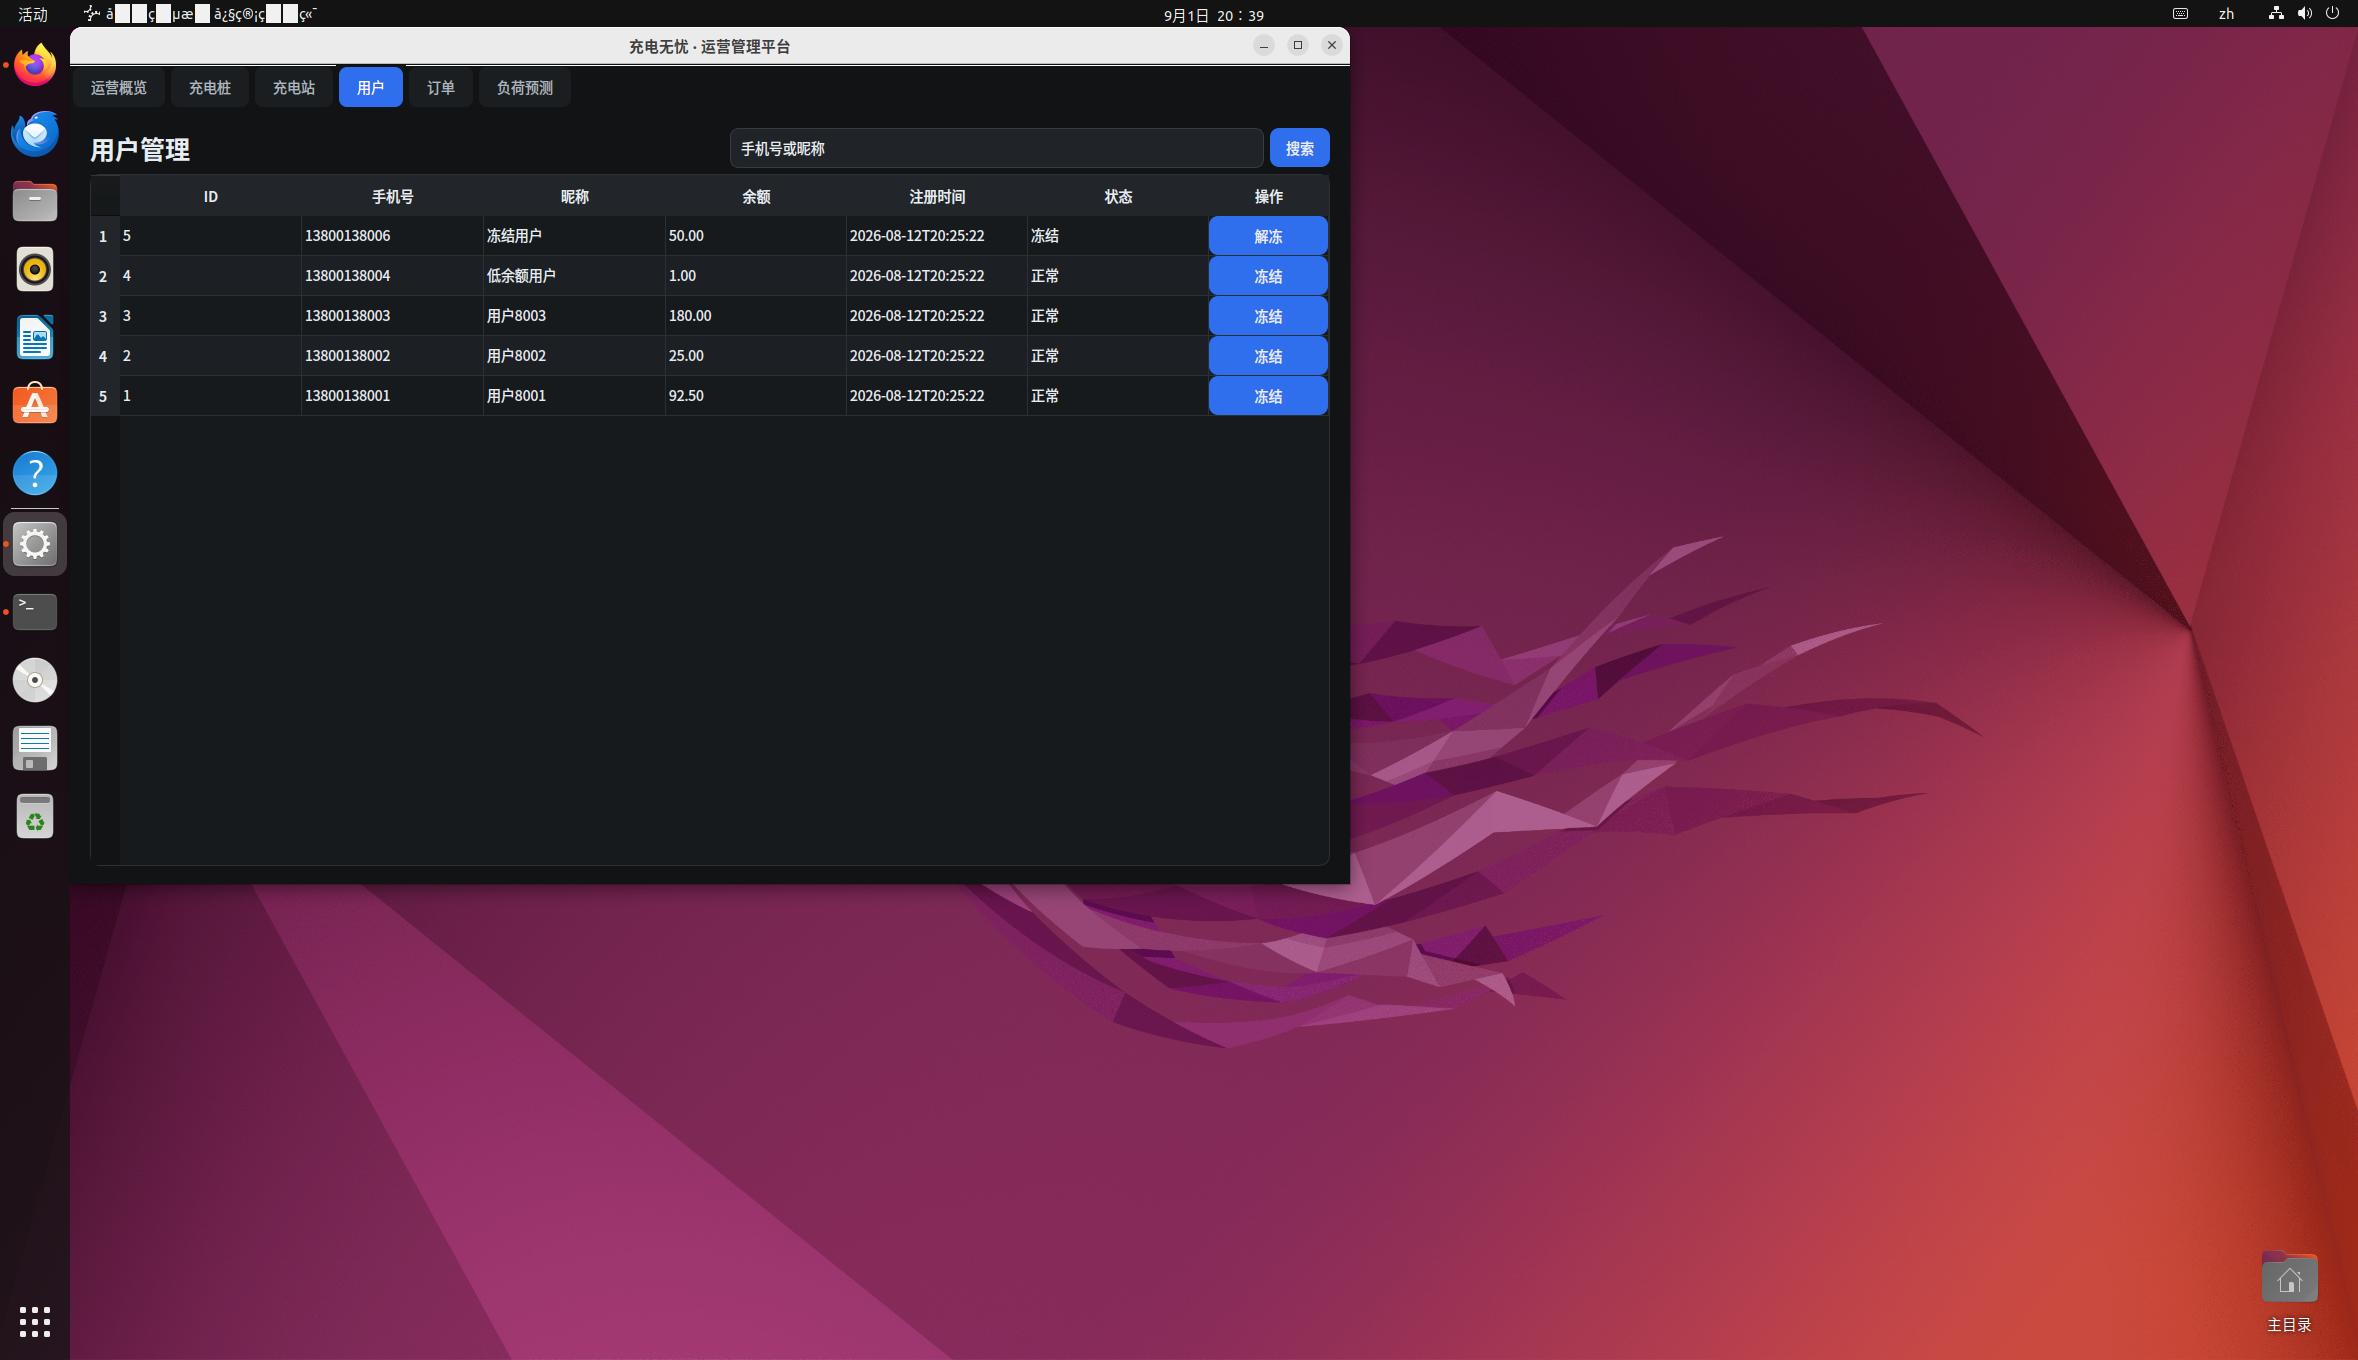 活动
9月1日 20：39
zh
充电无忧 · 运营管理平台
运营概览 充电桩 充电站 用户 订单 负荷预测
用户管理 手机号或昵称 搜索
ID 手机号 昵称 余额 注册时间 状态 操作
1 5 13800138006 冻结用户 50.00 2026-08-12T20:25:22 冻结 解冻
2 4 13800138004 低余额用户 1.00 2026-08-12T20:25:22 正常 冻结
3 3 13800138003 用户8003 180.00 2026-08-12T20:25:22 正常 冻结
4 2 13800138002 用户8002 25.00 2026-08-12T20:25:22 正常 冻结
5 1 13800138001 用户8001 92.50 2026-08-12T20:25:22 正常 冻结
主目录